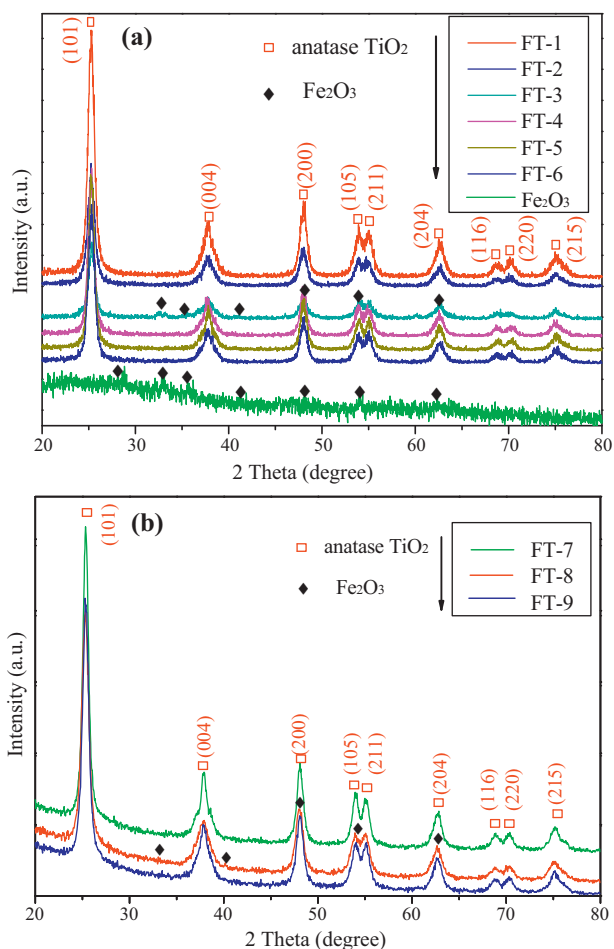 (a)
(101)
anatase TiO₂
Fe₂O₃
FT-1
FT-2
FT-3
FT-4
FT-5
FT-6
Fe₂O₃
(004)
(200)
(105)
(211)
(204)
(116)
(220)
(215)
Intensity (a.u.)
20 30 40 50 60 70 80
2 Theta (degree)
(b)
(101)
anatase TiO₂
Fe₂O₃
FT-7
FT-8
FT-9
(004)
(200)
(105)
(211)
(204)
(116)
(220)
(215)
Intensity (a.u.)
20 30 40 50 60 70 80
2 Theta (degree)